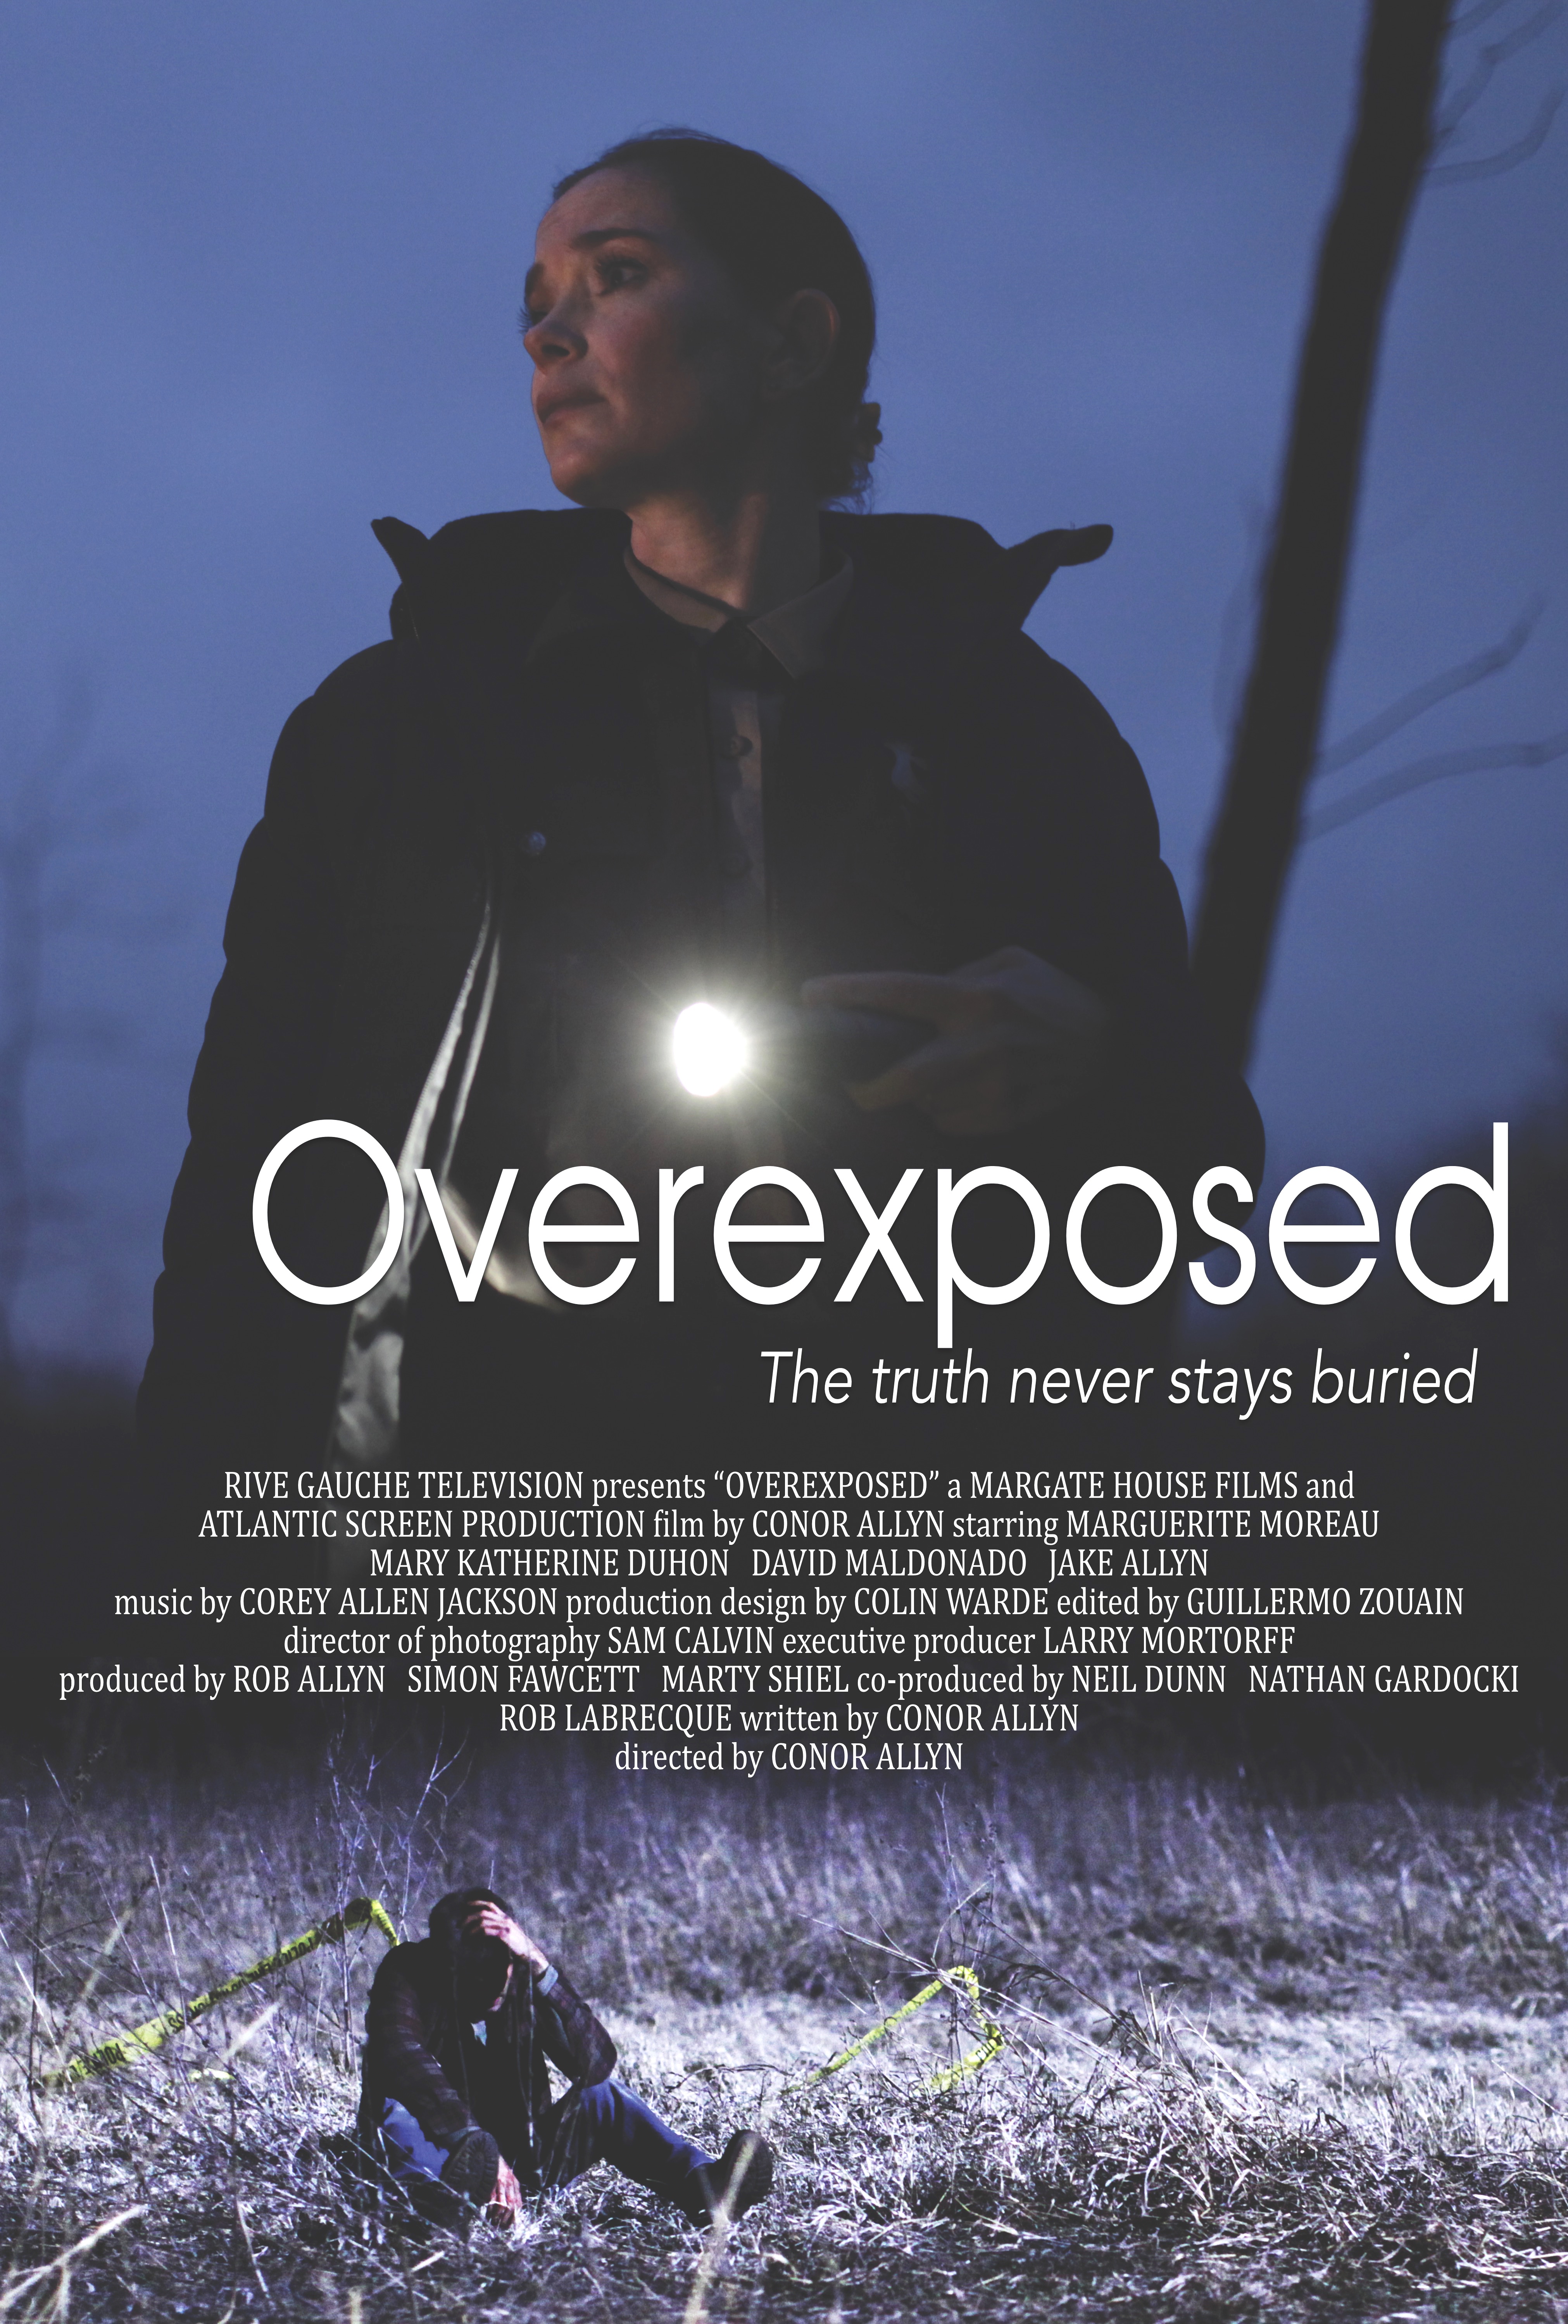 Overexposed
The truth never stays buried
RIVE GAUCHE TELEVISION presents “OVEREXPOSED” a MARGATE HOUSE FILMS and
ATLANTIC SCREEN PRODUCTION film by CONOR ALLYN starring MARGUERITE MOREAU
MARY KATHERINE DUHON DAVID MALDONADO JAKE ALLYN
music by COREY ALLEN JACKSON production design by COLIN WARDE edited by GUILLERMO ZOUAIN
director of photography SAM CALVIN executive producer LARRY MORTORFF
produced by ROB ALLYN SIMON FAWCETT MARTY SHIEL co-produced by NEIL DUNN NATHAN GARDOCKI
ROB LABRECQUE written by CONOR ALLYN
directed by CONOR ALLYN